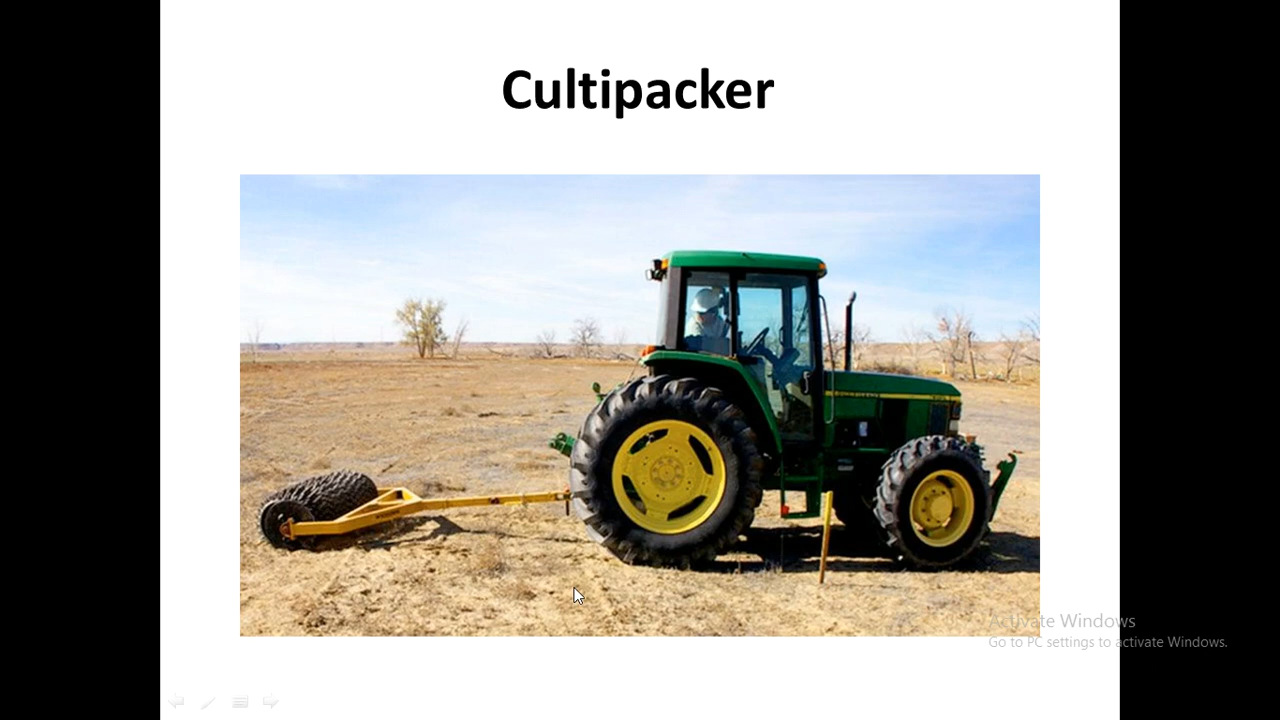 Cultipacker
Activate Windows
Go to PC settings to activate Windows.